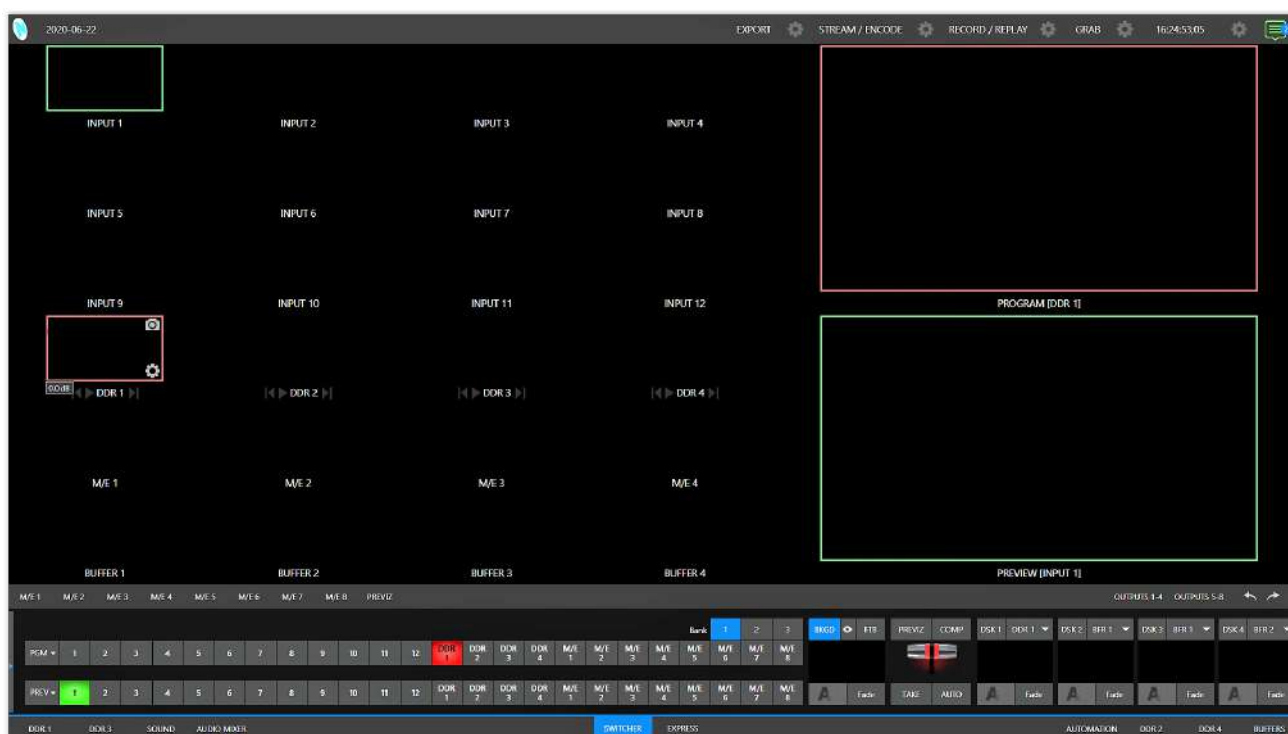 2020-06-22 EXPORT STREAM / ENCODE RECORD / REPLAY GRAB 16:24:53;05
INPUT 1 INPUT 2 INPUT 3 INPUT 4
INPUT 5 INPUT 6 INPUT 7 INPUT 8
INPUT 9 INPUT 10 INPUT 11 INPUT 12
PROGRAM [DDR 1]
0.0 dB DDR 1 DDR 2 DDR 3 DDR 4
M/E 1 M/E 2 M/E 3 M/E 4
BUFFER 1 BUFFER 2 BUFFER 3 BUFFER 4
PREVIEW [INPUT 1]
M/E 1 M/E 2 M/E 3 M/E 4 M/E 5 M/E 6 M/E 7 M/E 8 PREVIZ OUTPUTS 1-4 OUTPUTS 5-8
Bank 1 2 3 BKGD FTB PREVIZ COMP DSK 1 DDR 1 DSK 2 BFR 1 DSK 3 BFR 1 DSK 4 BFR 2
PGM 1 2 3 4 5 6 7 8 9 10 11 12 DDR 1 DDR 2 DDR 3 DDR 4 M/E 1 M/E 2 M/E 3 M/E 4 M/E 5 M/E 6 M/E 7 M/E 8
PREV 1 2 3 4 5 6 7 8 9 10 11 12 DDR 1 DDR 2 DDR 3 DDR 4 M/E 1 M/E 2 M/E 3 M/E 4 M/E 5 M/E 6 M/E 7 M/E 8 A Fade TAKE AUTO A Fade A Fade A Fade A Fade
DDR 1 DDR 3 SOUND AUDIO MIXER SWITCHER EXPRESS AUTOMATION DDR 2 DDR 4 BUFFERS